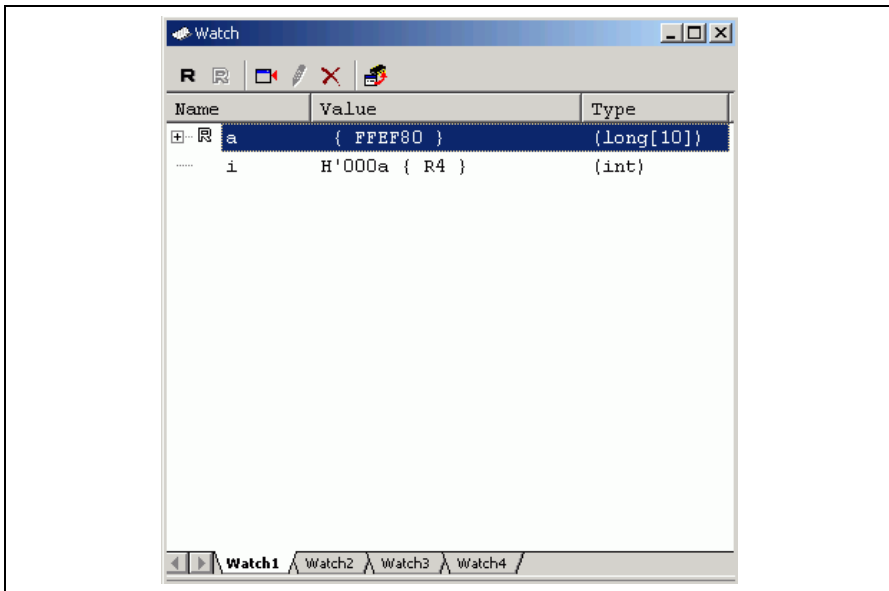 Watch
R R
Name Value Type
R a { FFEF80 } (long[10])
i H'000a { R4 } (int)
Watch1 Watch2 Watch3 Watch4